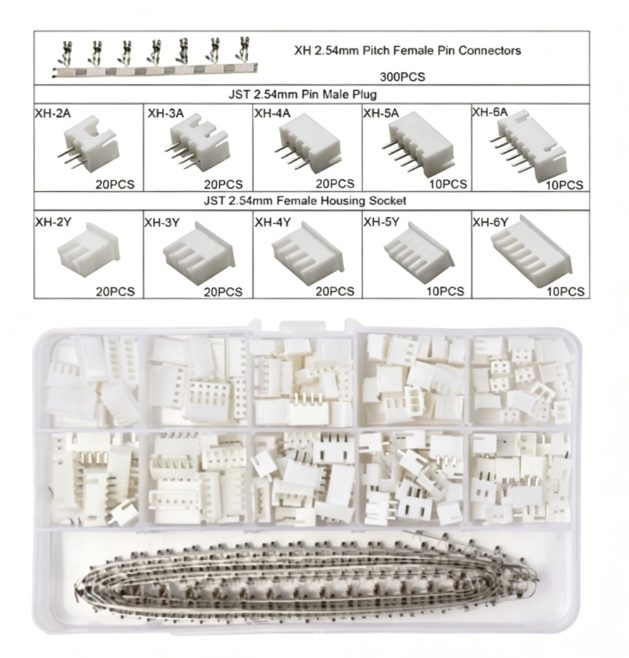 XH 2.54mm Pitch Female Pin Connectors
300PCS
JST 2.54mm Pin Male Plug
XH-2A XH-3A XH-4A XH-5A XH-6A
20PCS 20PCS 20PCS 10PCS 10PCS
JST 2.54mm Female Housing Socket
XH-2Y XH-3Y XH-4Y XH-5Y XH-6Y
20PCS 20PCS 20PCS 10PCS 10PCS